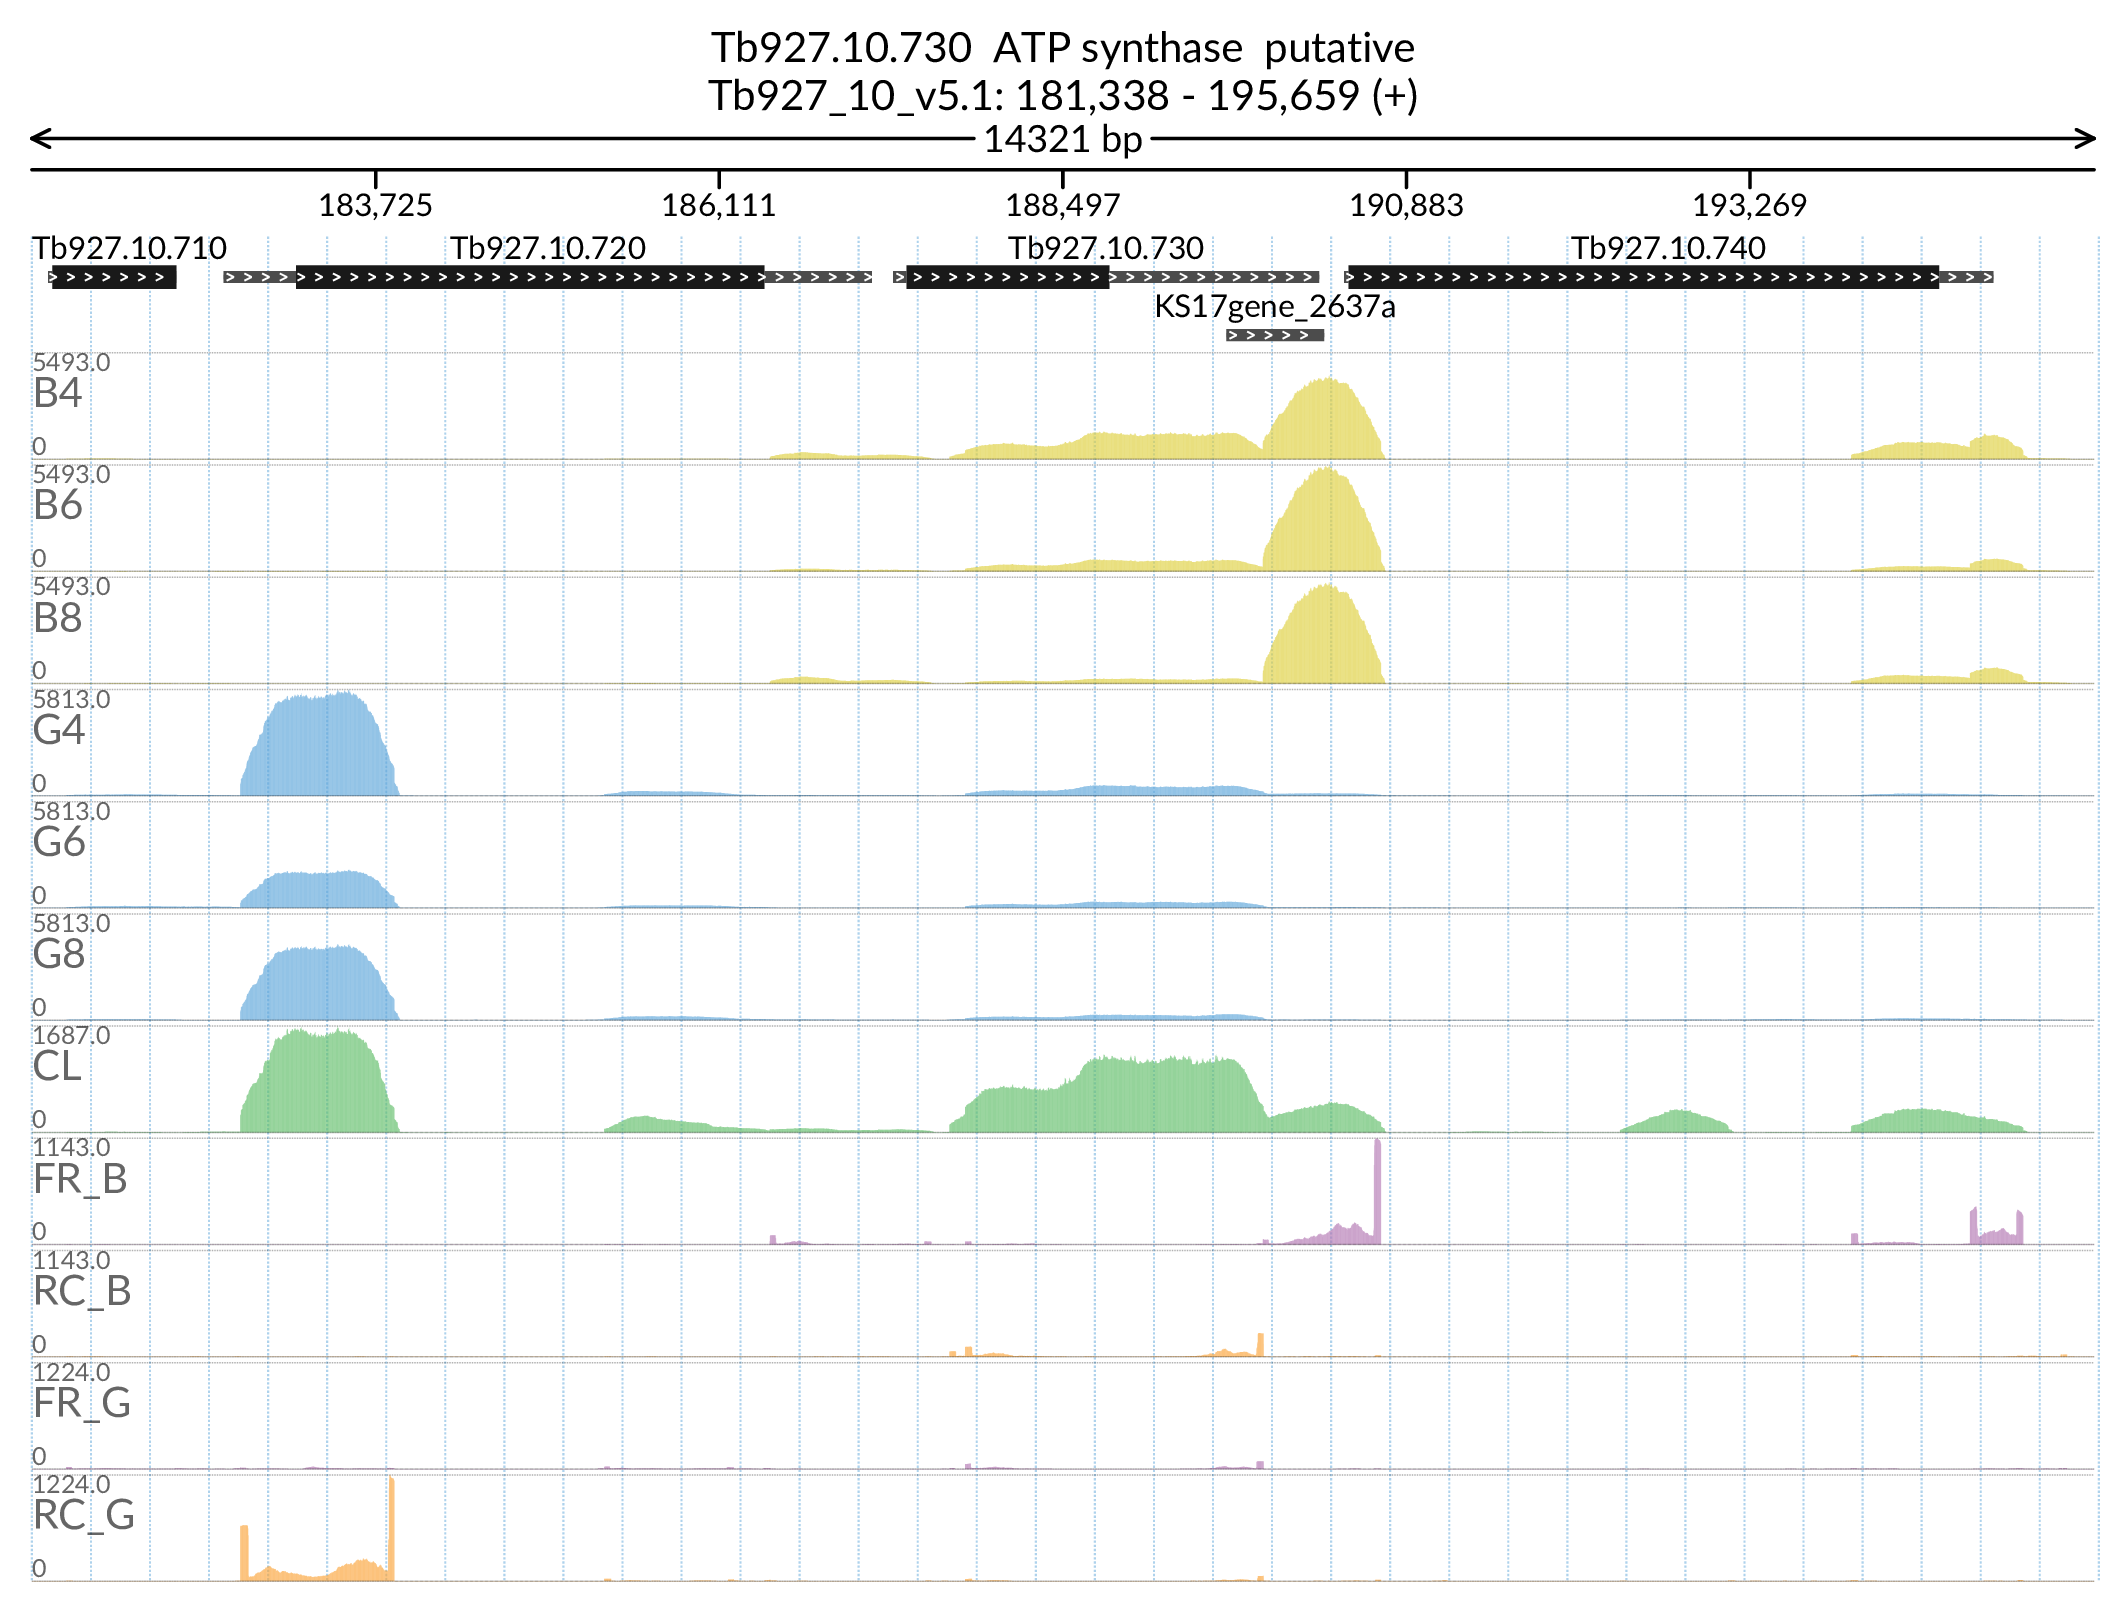 Tb927.10.730  ATP synthase  putative
Tb927_10_v5.1: 181,338 - 195,659 (+)
14321 bp
183,725 186,111 188,497 190,883 193,269
Tb927.10.710 Tb927.10.720 Tb927.10.730 Tb927.10.740
KS17gene_2637a
5493.0
B4
0
5493.0
B6
0
5493.0
B8
0
5813.0
G4
0
5813.0
G6
0
5813.0
G8
0
1687.0
CL
0
1143.0
FR_B
0
1143.0
RC_B
0
1224.0
FR_G
0
1224.0
RC_G
0